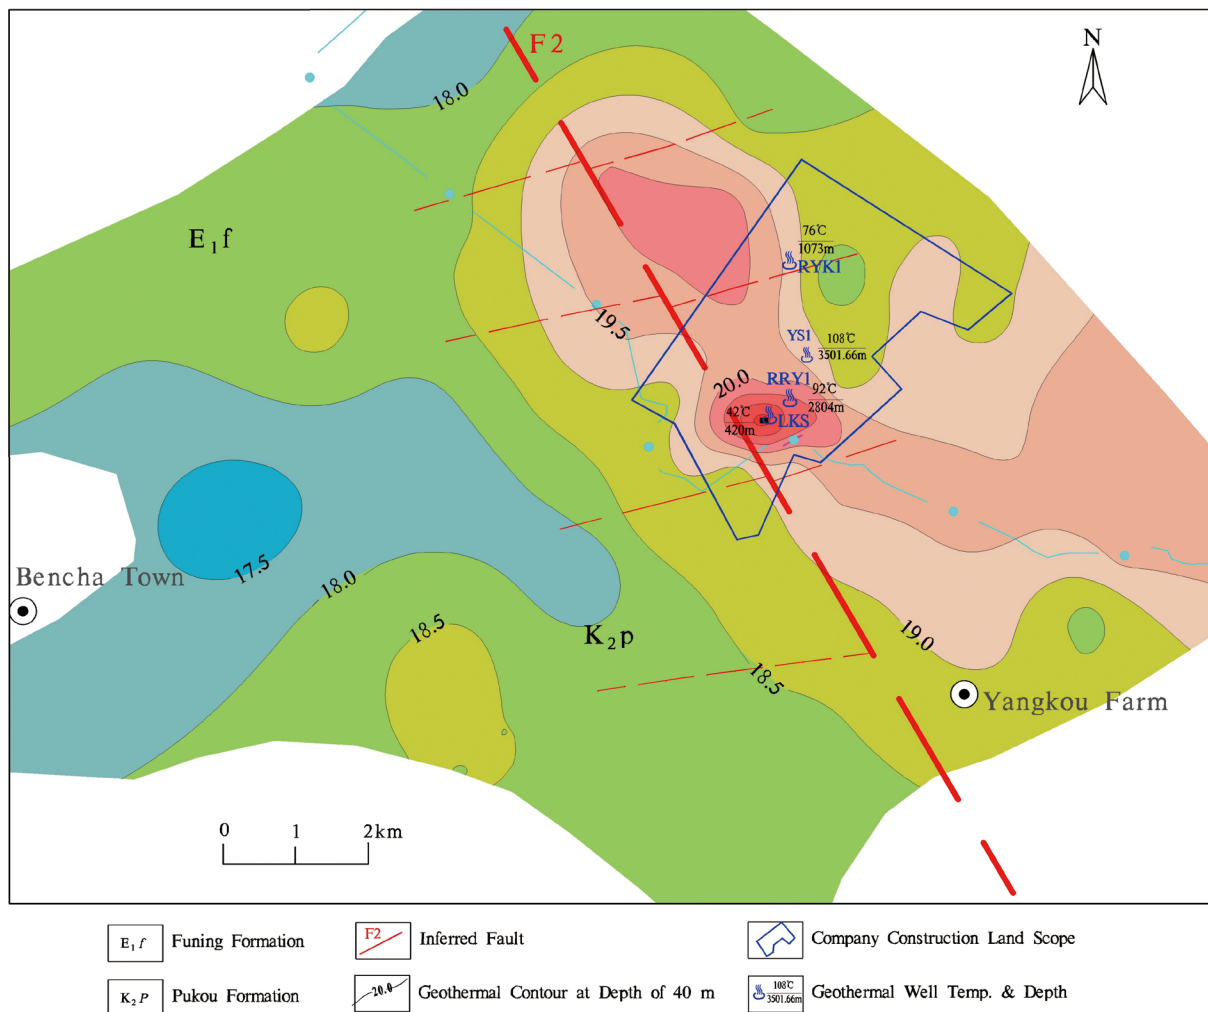 F2
N
18.0
E₁f
76℃
1073m
RYK1
19.5
YS1
108℃
3501.66m
20.0
RRY1
92℃
2804m
42℃
420m
LKS
17.5
Bencha Town
18.0
18.5
K₂p
19.0
18.5
Yangkou Farm
0 1 2km
E₁f Funing Formation
F2 Inferred Fault
Company Construction Land Scope
K₂P Pukou Formation
20.0 Geothermal Contour at Depth of 40 m
108℃
3501.66m
Geothermal Well Temp. & Depth